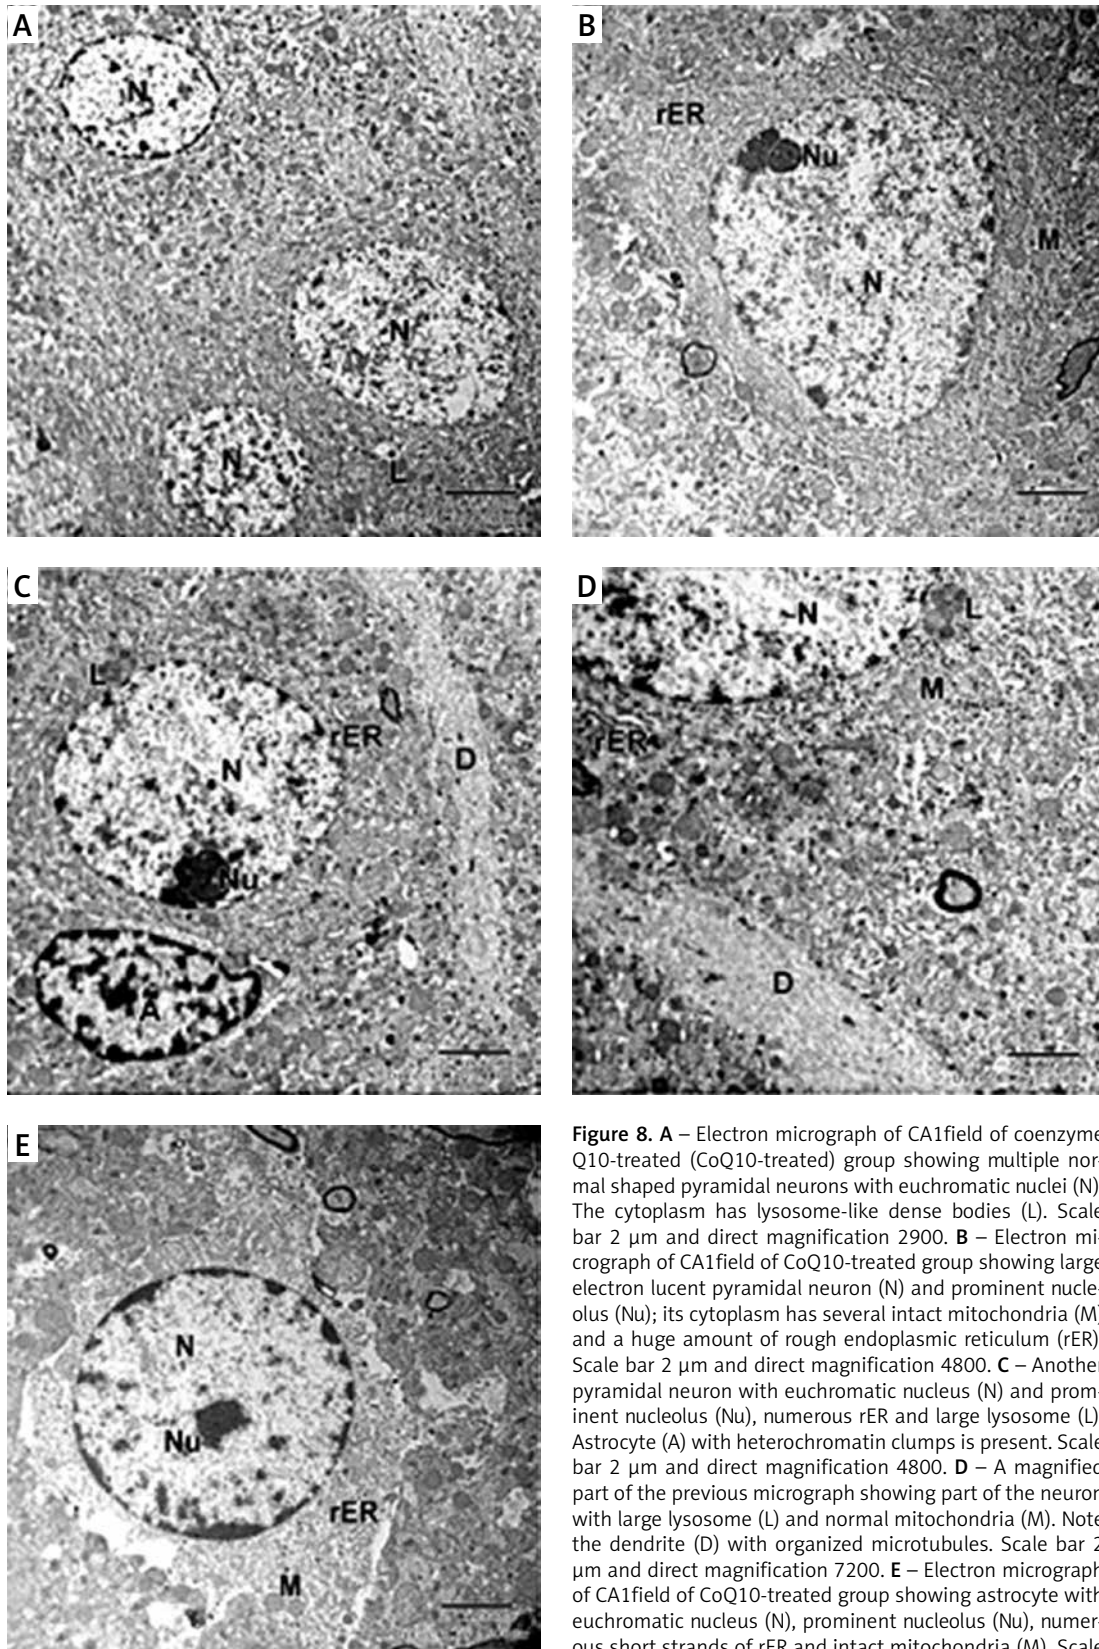 A
N
N
N
L
B
rER
Nu
M
N
C
L
rER
N
D
Nu
A
D
N
L
M
rER
D
E
N
Nu
rER
M
Figure 8. A – Electron micrograph of CA1field of coenzyme
Q10-treated (CoQ10-treated) group showing multiple nor-
mal shaped pyramidal neurons with euchromatic nuclei (N)
The cytoplasm has lysosome-like dense bodies (L). Scale
bar 2 µm and direct magnification 2900. B – Electron mi-
crograph of CA1field of CoQ10-treated group showing large
electron lucent pyramidal neuron (N) and prominent nucle-
olus (Nu); its cytoplasm has several intact mitochondria (M)
and a huge amount of rough endoplasmic reticulum (rER)
Scale bar 2 µm and direct magnification 4800. C – Another
pyramidal neuron with euchromatic nucleus (N) and prom-
inent nucleolus (Nu), numerous rER and large lysosome (L)
Astrocyte (A) with heterochromatin clumps is present. Scale
bar 2 µm and direct magnification 4800. D – A magnified
part of the previous micrograph showing part of the neuron
with large lysosome (L) and normal mitochondria (M). Note
the dendrite (D) with organized microtubules. Scale bar 2
µm and direct magnification 7200. E – Electron micrograph
of CA1field of CoQ10-treated group showing astrocyte with
euchromatic nucleus (N), prominent nucleolus (Nu), numer-
ous short strands of rER and intact mitochondria (M). Scale